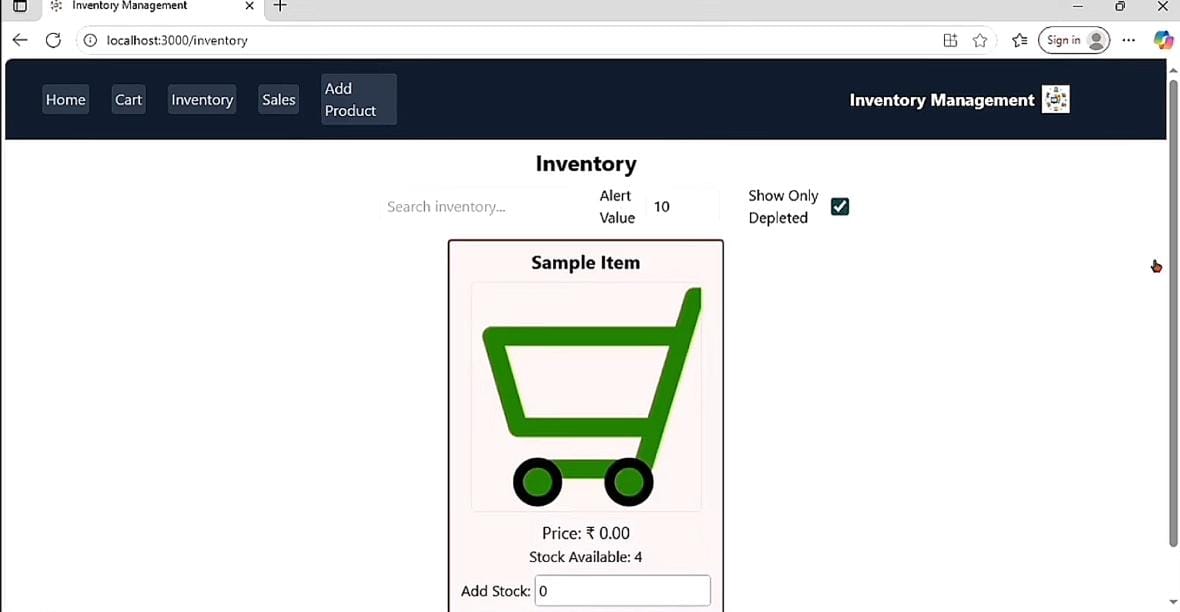 Inventory Management
localhost:3000/inventory
Sign in
Home
Cart
Inventory
Sales
Add
Product
Inventory Management
Inventory
Search inventory...
Alert
Value
10
Show Only
Depleted
Sample Item
Price: ₹ 0.00
Stock Available: 4
Add Stock: 0